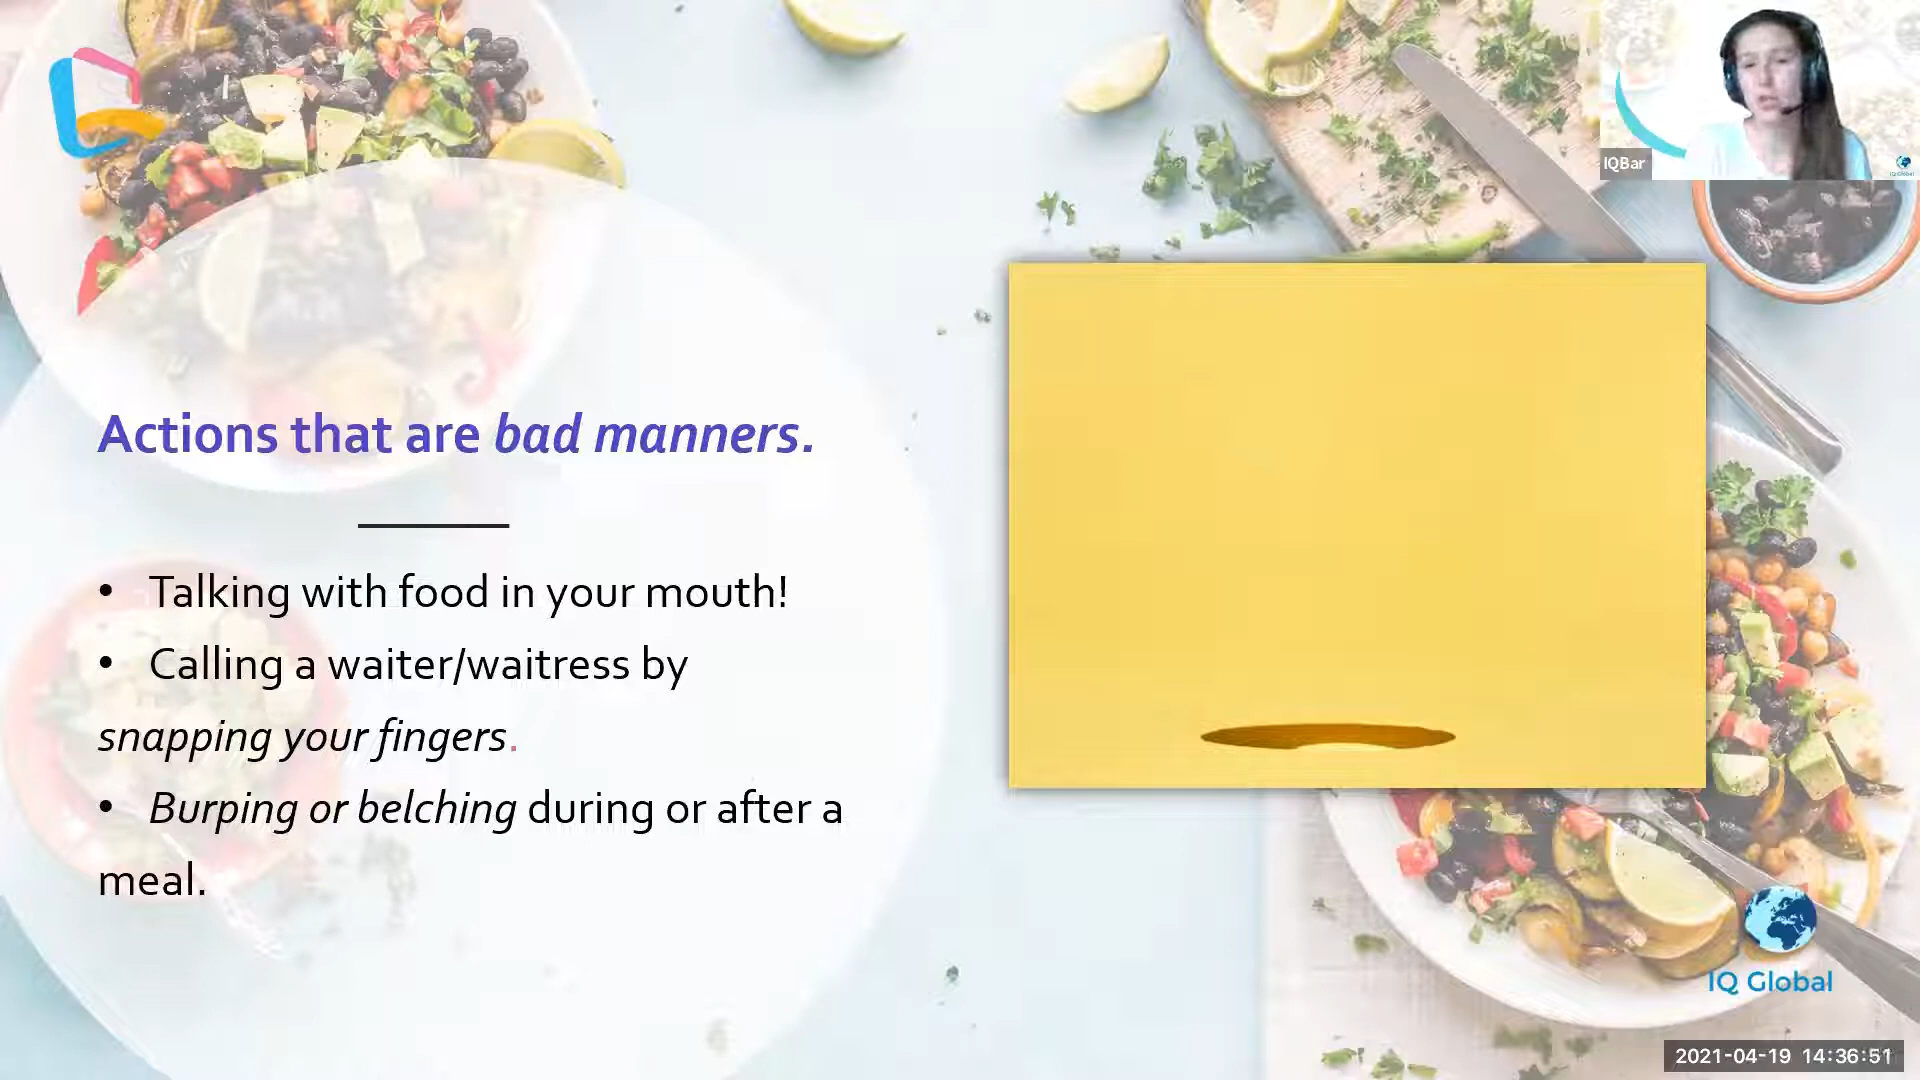 IQBar
Actions that are bad manners.
• Talking with food in your mouth!
• Calling a waiter/waitress by
snapping your fingers.
• Burping or belching during or after a
meal.
IQ Global
2021-04-19 14:36:51